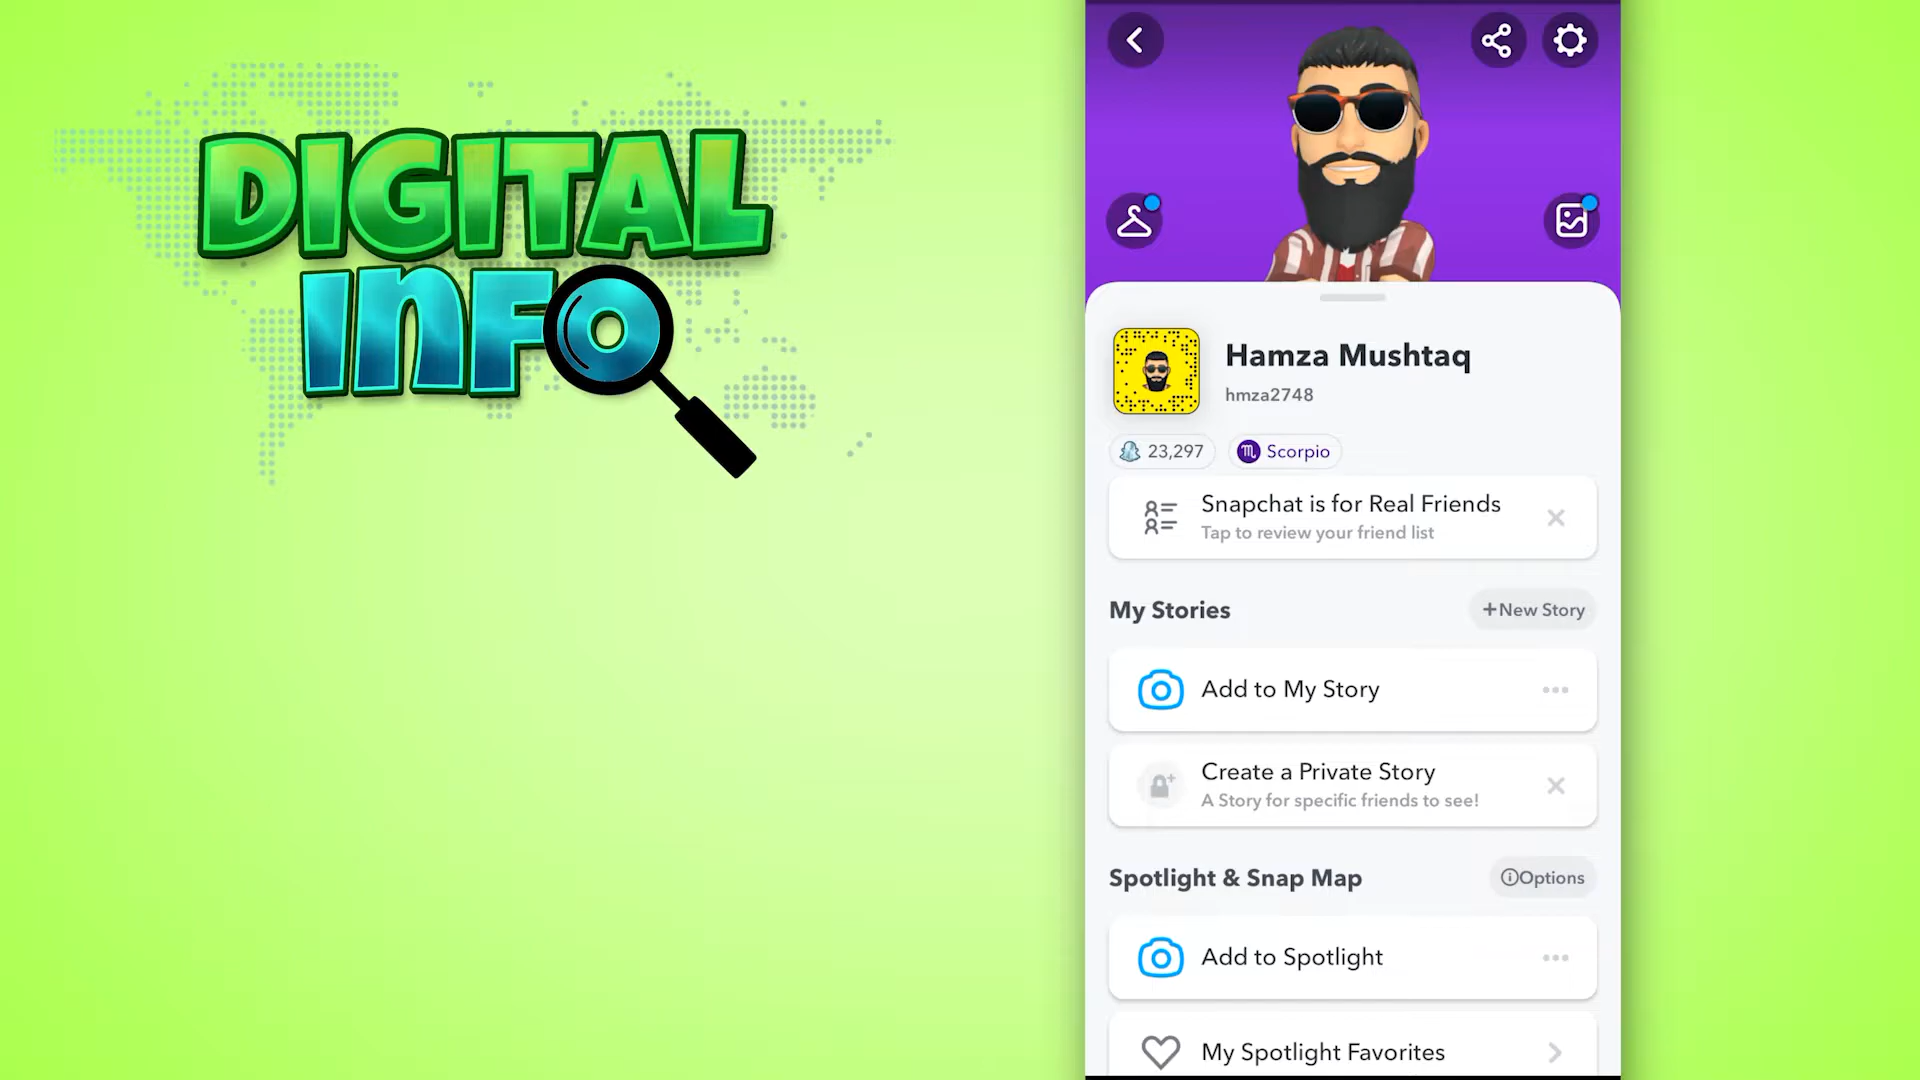 DIGITAL
INFO
Hamza Mushtaq
hmza2748
23,297
Scorpio
Snapchat is for Real Friends
Tap to review your friend list
My Stories
+New Story
Add to My Story
Create a Private Story
A Story for specific friends to see!
Spotlight & Snap Map
Options
Add to Spotlight
My Spotlight Favorites